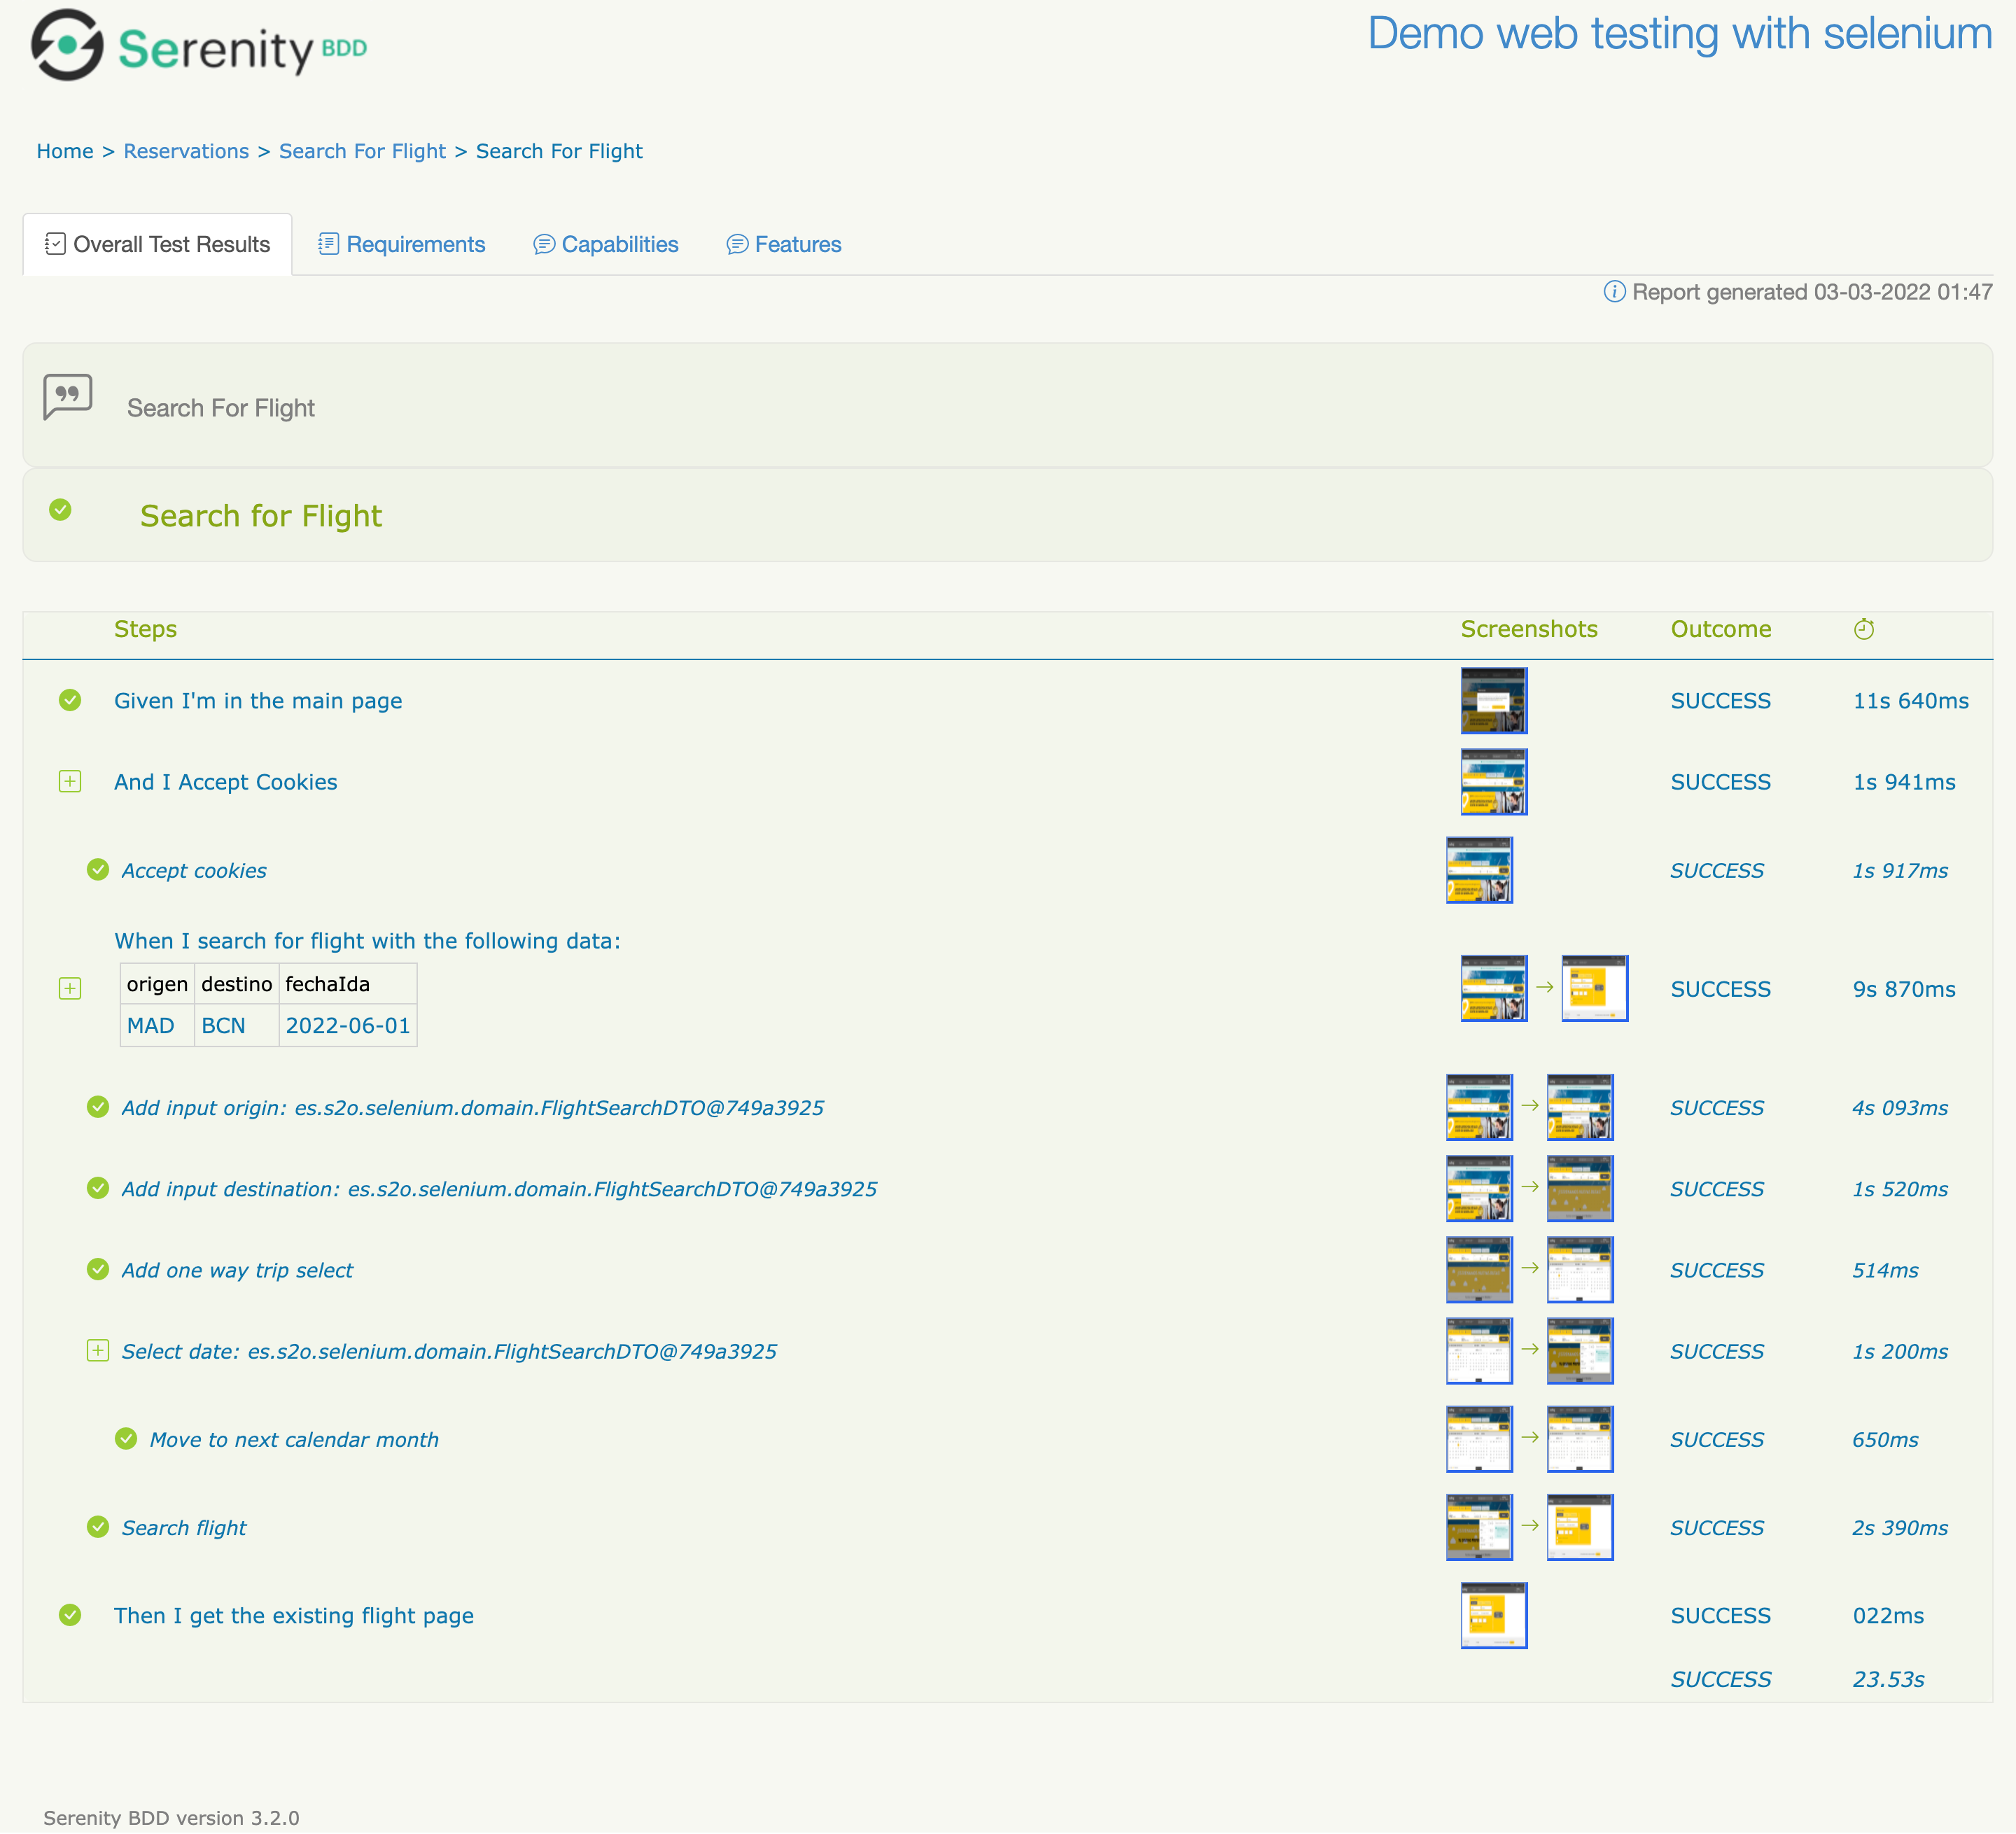 Serenity BDD
Demo web testing with selenium
Home > Reservations > Search For Flight > Search For Flight
Overall Test Results Requirements Capabilities Features
Report generated 03-03-2022 01:47
Search For Flight
Search for Flight
Steps Screenshots Outcome
Given I'm in the main page SUCCESS 11s 640ms
And I Accept Cookies SUCCESS 1s 941ms
Accept cookies SUCCESS 1s 917ms
When I search for flight with the following data:
origen destino fechaIda
SUCCESS 9s 870ms
MAD BCN 2022-06-01
Add input origin: es.s2o.selenium.domain.FlightSearchDTO@749a3925 SUCCESS 4s 093ms
Add input destination: es.s2o.selenium.domain.FlightSearchDTO@749a3925 SUCCESS 1s 520ms
Add one way trip select SUCCESS 514ms
Select date: es.s2o.selenium.domain.FlightSearchDTO@749a3925 SUCCESS 1s 200ms
Move to next calendar month SUCCESS 650ms
Search flight SUCCESS 2s 390ms
Then I get the existing flight page SUCCESS 022ms
SUCCESS 23.53s
Serenity BDD version 3.2.0